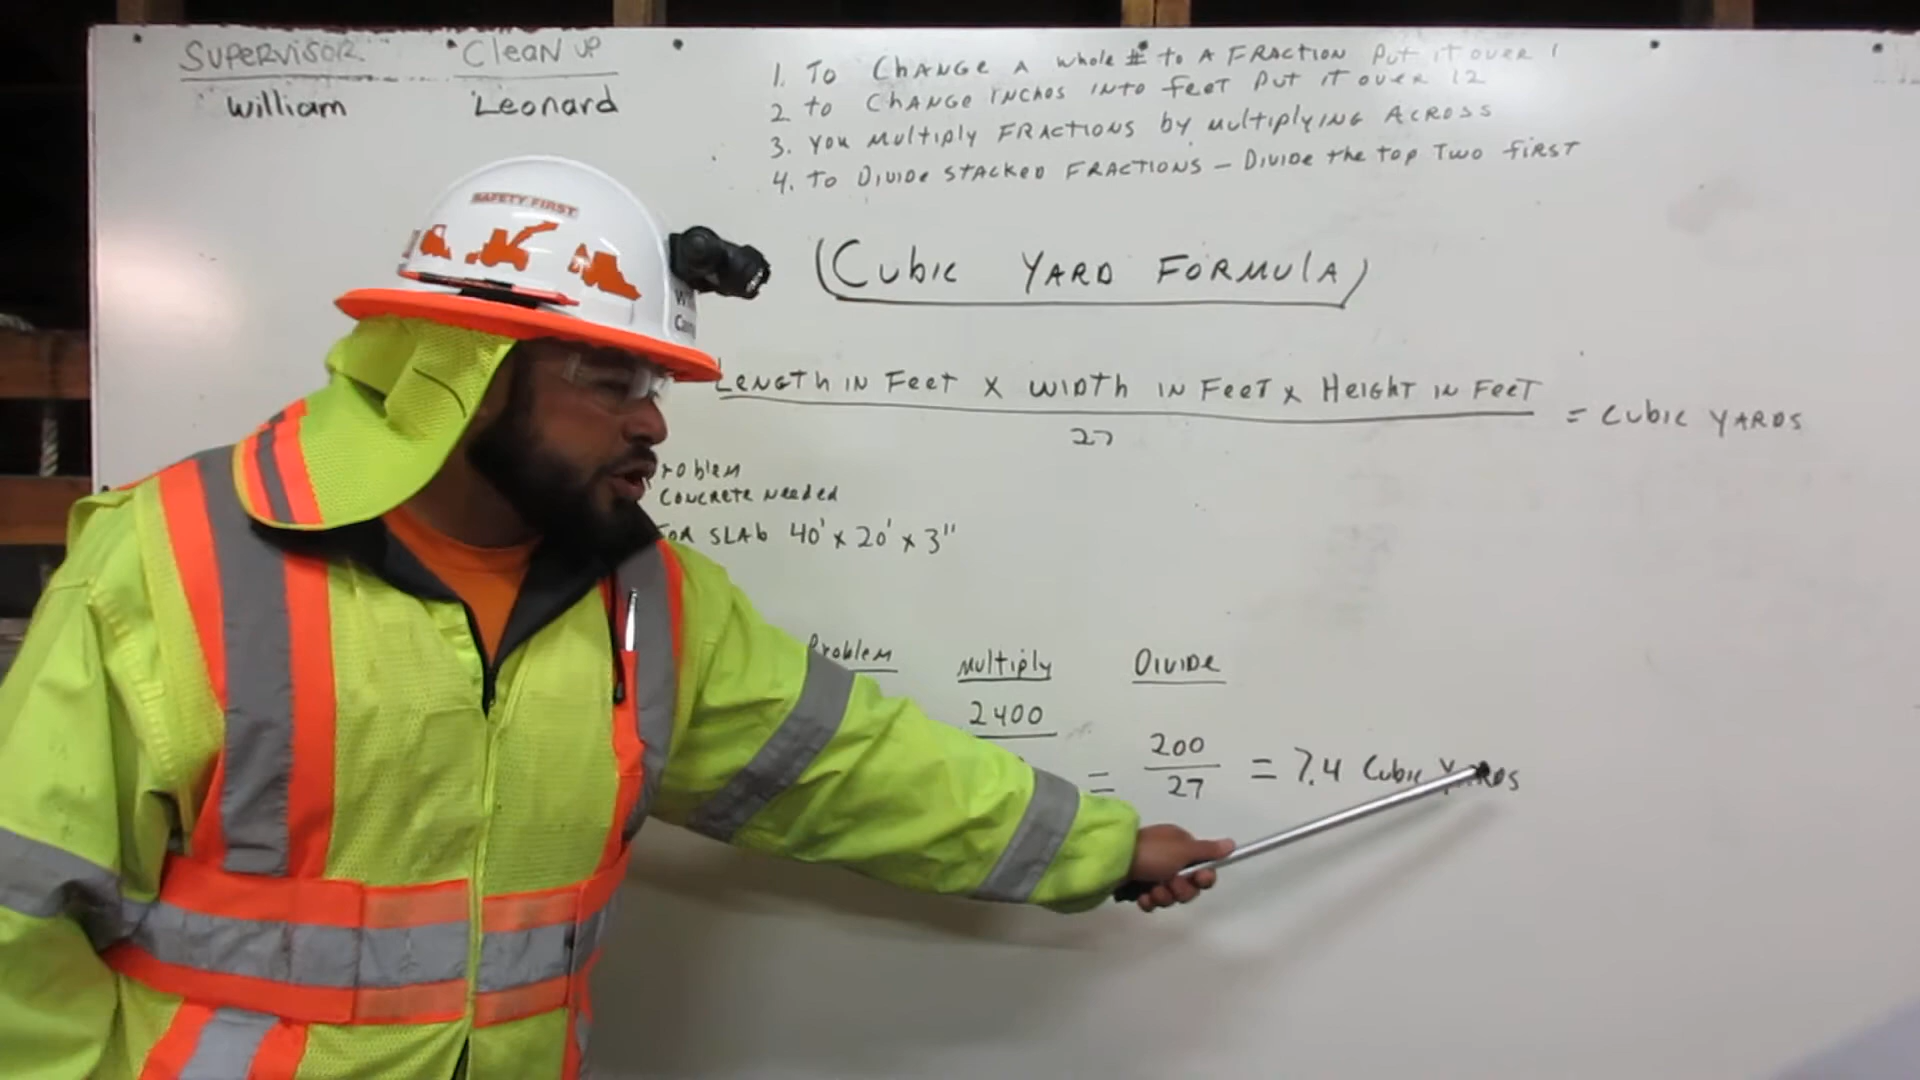 Supervisor Clean up
William Leonard
1. To Change a whole # to a Fraction Put it over 1
2 to Change Inchos into feet Put it over 12
3. You Multiply Fractions by Multiplying Across
4. To Divide Stacked Fractions – Divide the top Two first
SAFETY FIRST
(Cubic Yard Formula)
Length in Feet x Width in Feet x Height in Feet
27
= Cubic Yards
roblem
Concrete needed
For Slab 40' x 20' x 3"
Problem Multiply Divide
2400
= 200
27
= 7.4 Cubic Yards